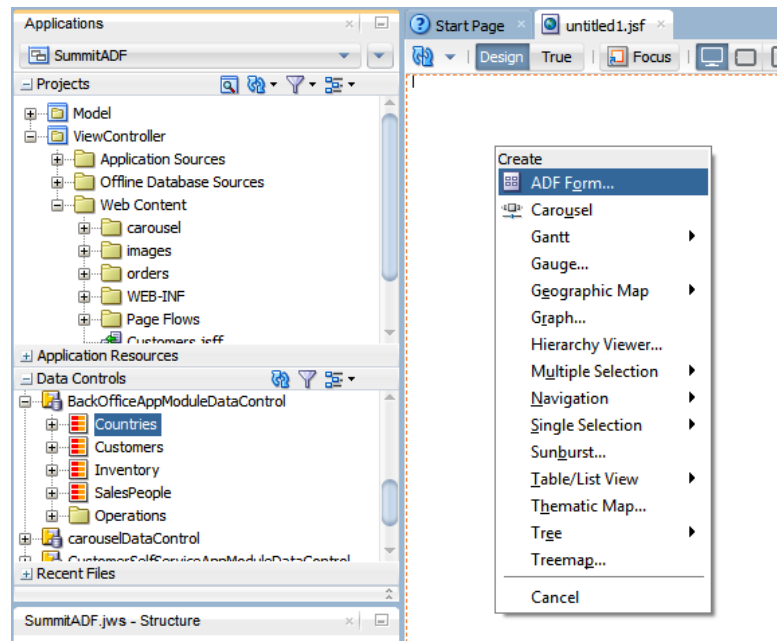 Applications
SummitADF
Projects
Model
ViewController
Application Sources
Offline Database Sources
Web Content
carousel
images
orders
WEB-INF
Page Flows
Customers.jsff
Application Resources
Data Controls
BackOfficeAppModuleDataControl
Countries
Customers
Inventory
SalesPeople
Operations
carouselDataControl
CustomerSelfServiceAppModuleDataControl
Recent Files
SummitADF.jws - Structure
Start Page
untitled1.jsf
Design True Focus
Create
ADF Form...
Carousel
Gantt
Gauge...
Geographic Map
Graph...
Hierarchy Viewer...
Multiple Selection
Navigation
Single Selection
Sunburst...
Table/List View
Thematic Map...
Tree
Treemap...
Cancel